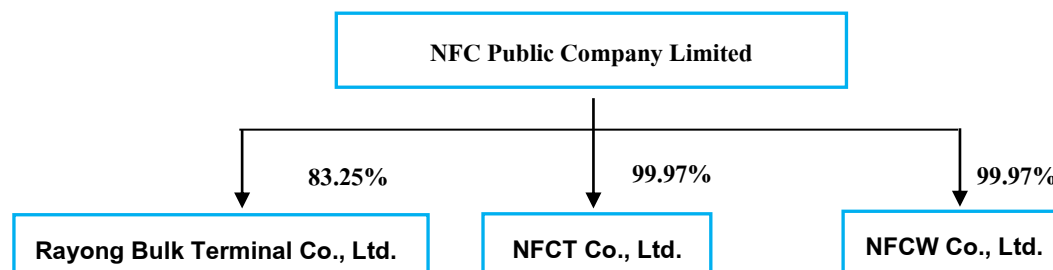 NFC Public Company Limited
83.25%
99.97%
99.97%
Rayong Bulk Terminal Co., Ltd.
NFCT Co., Ltd.
NFCW Co., Ltd.